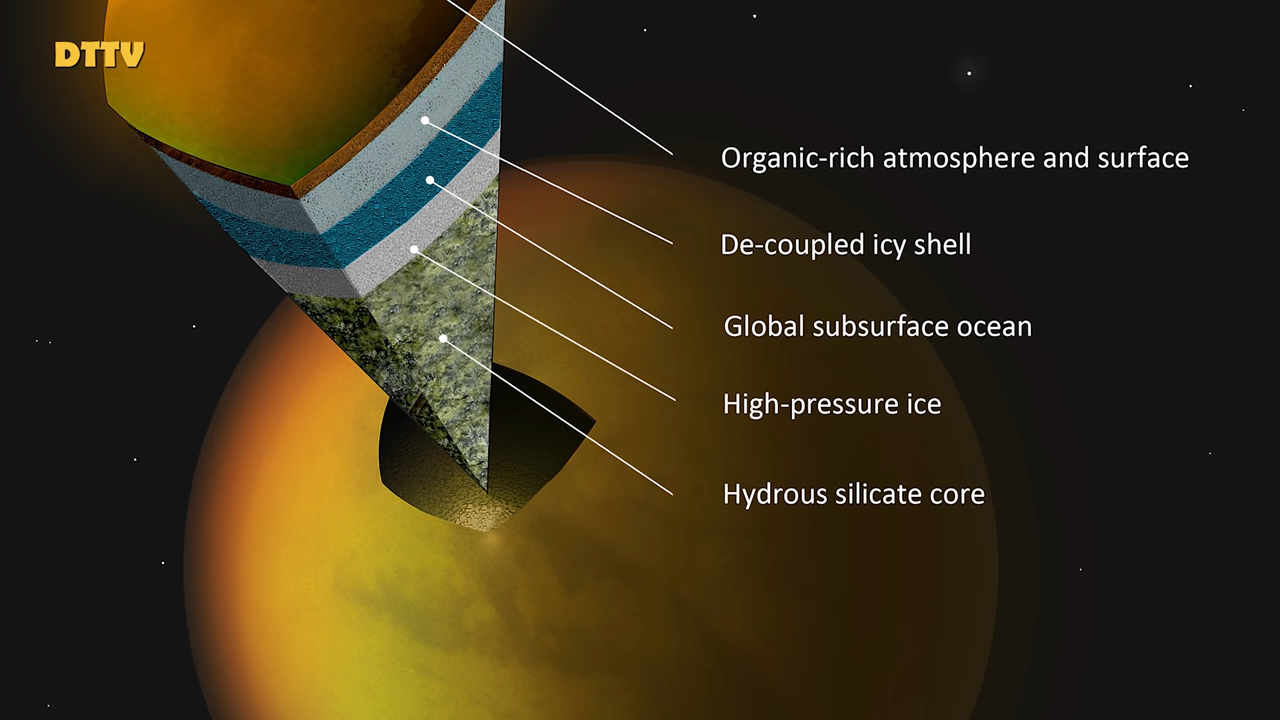 DTTV
Organic-rich atmosphere and surface
De-coupled icy shell
Global subsurface ocean
High-pressure ice
Hydrous silicate core